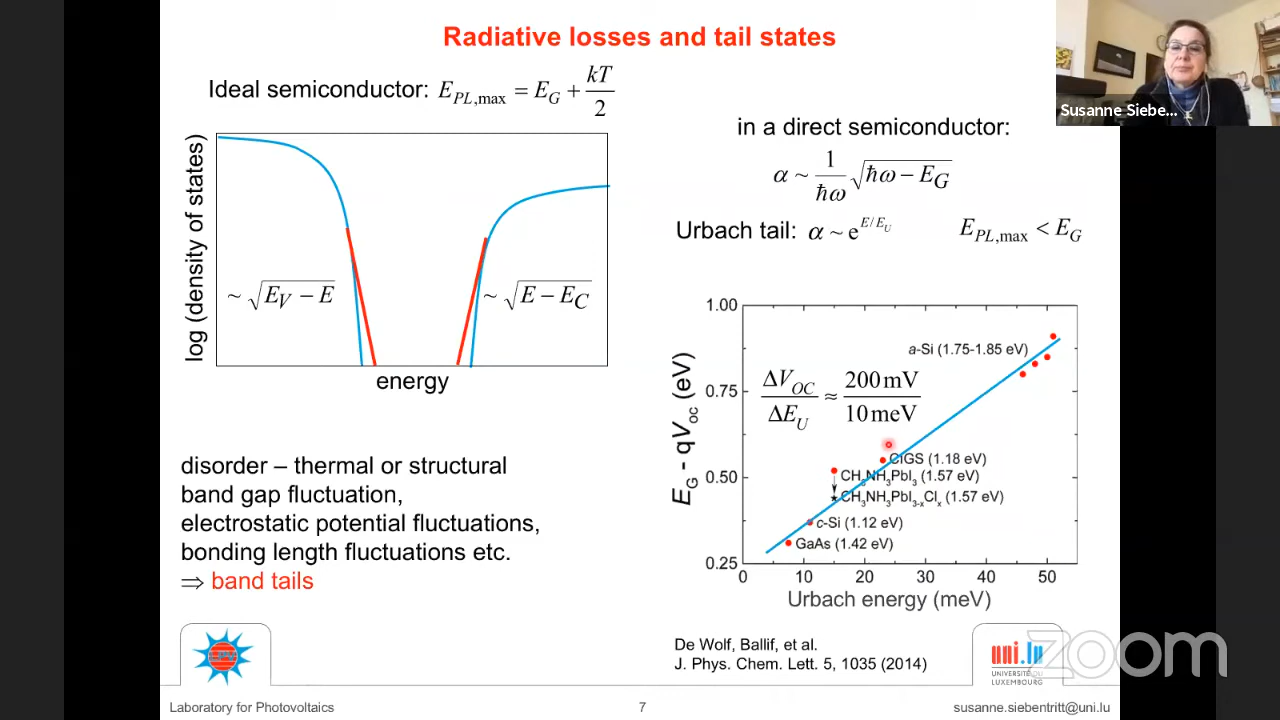 Radiative losses and tail states
Susanne Siebe...
Ideal semiconductor: E_PL,max = E_G + kT/2
log (density of states)
~ √(E_V − E)
~ √(E − E_C)
energy
disorder – thermal or structural
band gap fluctuation,
electrostatic potential fluctuations,
bonding length fluctuations etc.
⇒ band tails
in a direct semiconductor:
α ~ 1/ħω √(ħω − E_G)
Urbach tail: α ~ e^(E/E_U)
E_PL,max < E_G
E_G - qV_oc (eV)
1.00
0.75
0.50
0.25
ΔV_OC/ΔE_U ≈ 200 mV/10 meV
a-Si (1.75-1.85 eV)
CIGS (1.18 eV)
CH₃NH₃PbI₃ (1.57 eV)
CH₃NH₃PbI₃₋ₓClₓ (1.57 eV)
c-Si (1.12 eV)
GaAs (1.42 eV)
0 10 20 30 40 50
Urbach energy (meV)
De Wolf, Ballif, et al.
J. Phys. Chem. Lett. 5, 1035 (2014)
LPV
uni.lu
UNIVERSITÉ DU
LUXEMBOURG
zoom
Laboratory for Photovoltaics
7
susanne.siebentritt@uni.lu